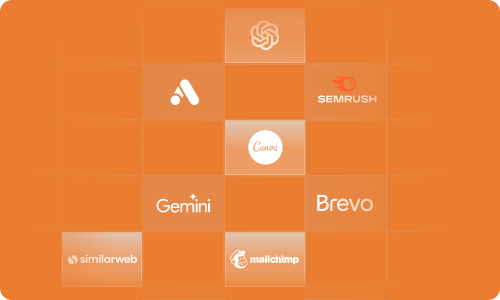 SEMRUSH
Canva
Gemini
Brevo
similarweb
mailchimp